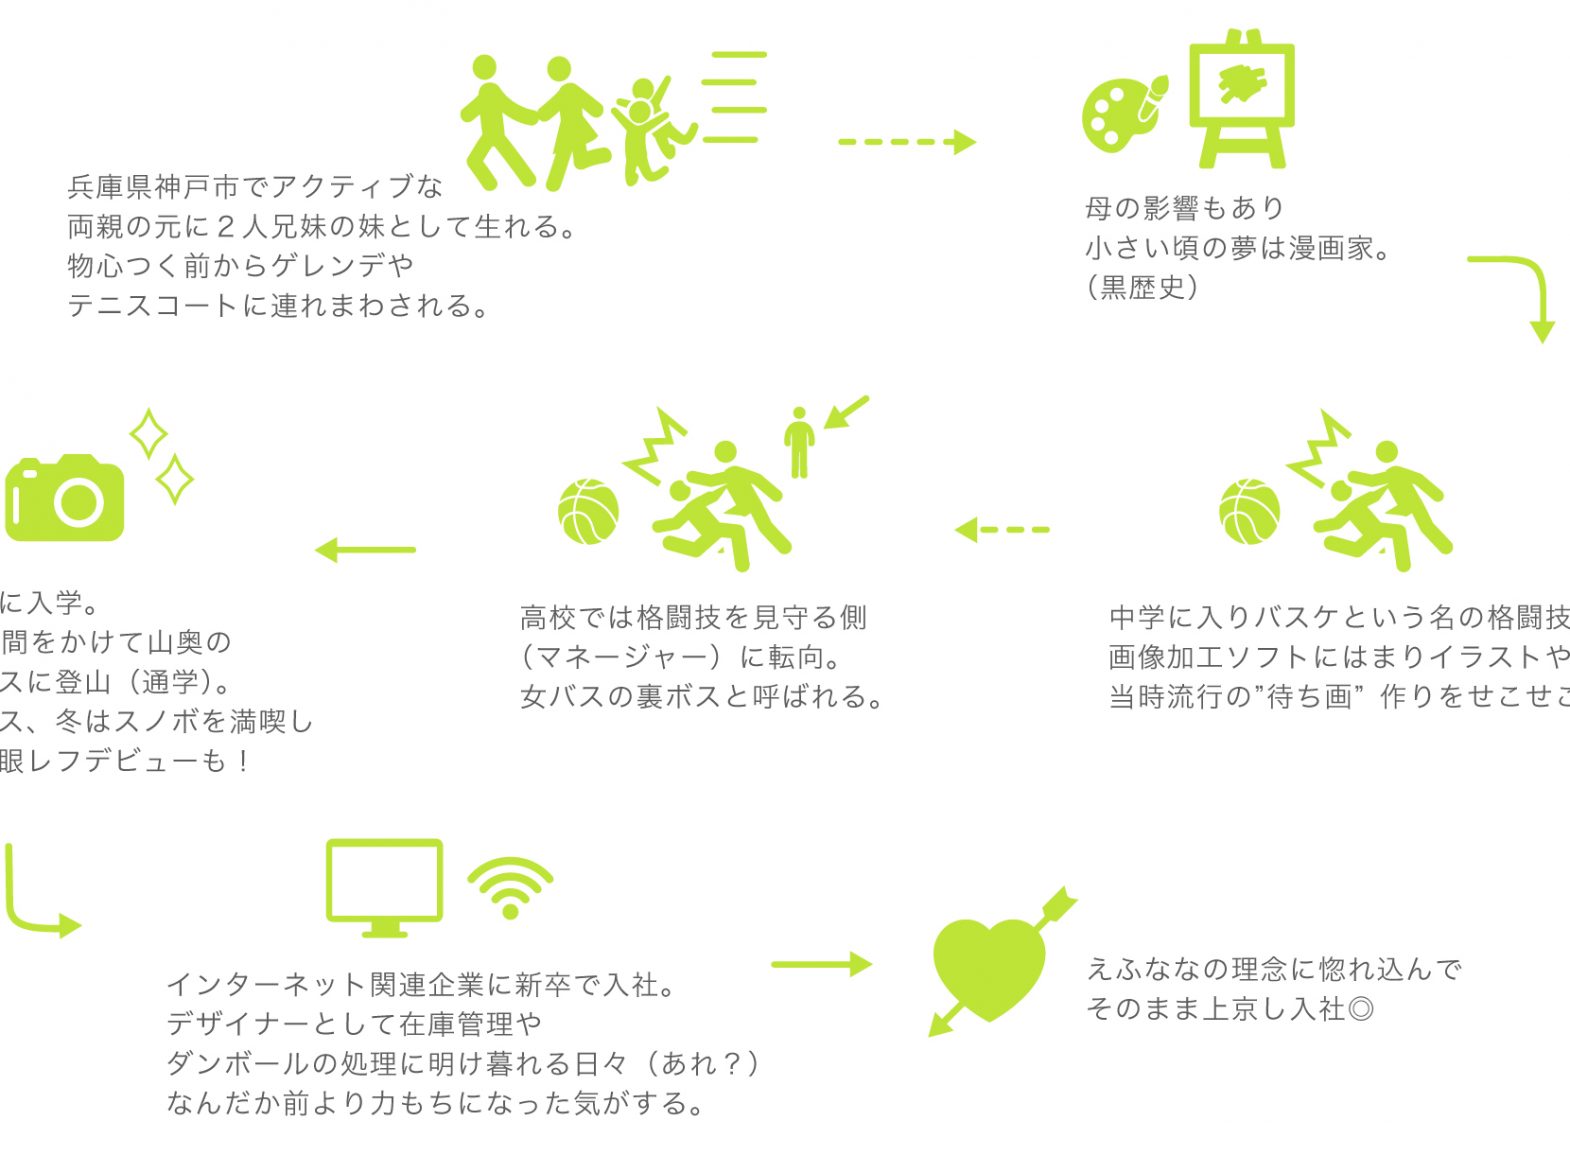 兵庫県神戸市でアクティブな
両親の元に２人兄妹の妹として生れる。
物心つく前からゲレンデや
テニスコートに連れまわされる。
母の影響もあり
小さい頃の夢は漫画家。
（黒歴史）
中学に入りバスケという名の格闘技
画像加工ソフトにはまりイラストや
当時流行の”待ち画” 作りをせこせこ
高校では格闘技を見守る側
（マネージャー）に転向。
女バスの裏ボスと呼ばれる。
に入学。
間をかけて山奥の
スに登山（通学）。
ス、冬はスノボを満喫し
眼レフデビューも！
インターネット関連企業に新卒で入社。
デザイナーとして在庫管理や
ダンボールの処理に明け暮れる日々（あれ？）
なんだか前より力もちになった気がする。
えふななの理念に惚れ込んで
そのまま上京し入社◎